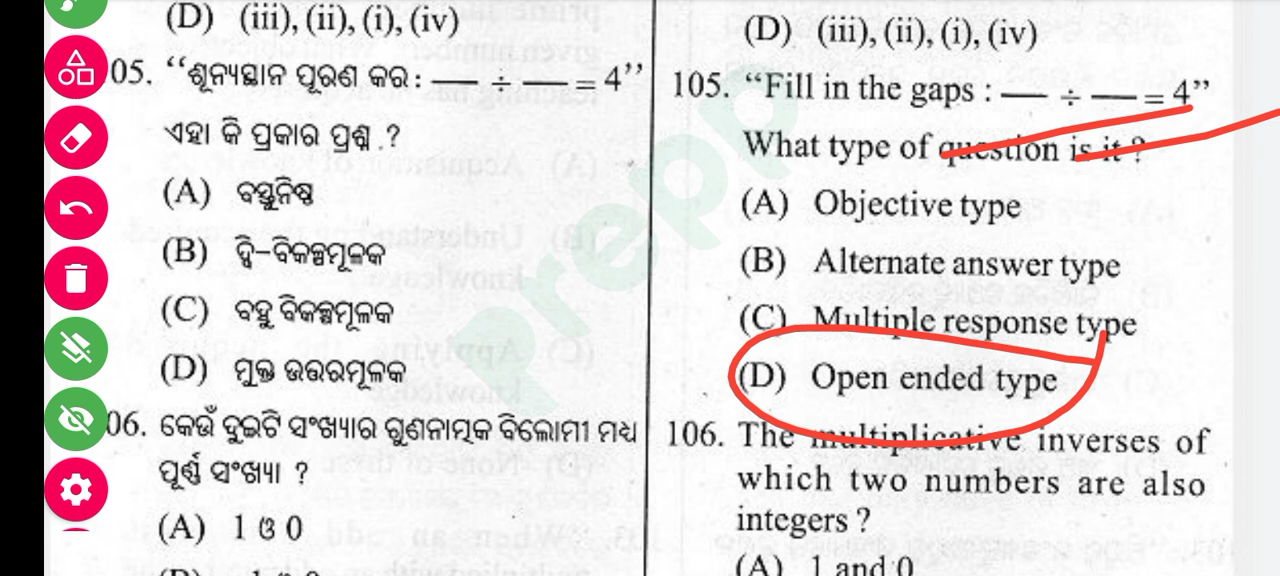 (D) (iii), (ii), (i), (iv)
05. “ଶୂନ୍ୟସ୍ଥାନ ପୂରଣ କର : — ÷ — = 4”
ଏହା କି ପ୍ରକାର ପ୍ରଶ୍ନ ?
(A) ବସ୍ତୁନିଷ୍ଠ
(B) ଦ୍ୱି-ବିକଳ୍ପମୂଳକ
(C) ବହୁ ବିକଳ୍ପମୂଳକ
(D) ମୁକ୍ତ ଉତ୍ତରମୂଳକ
06. କେଉଁ ଦୁଇଟି ସଂଖ୍ୟାର ଗୁଣନାତ୍ମକ ବିଲୋମୀ ମଧ୍ୟ
ପୂର୍ଣ୍ଣ ସଂଖ୍ୟା ?
(A) 1 ଓ 0
(D) (iii), (ii), (i), (iv)
105. “Fill in the gaps : — ÷ — = 4”
What type of question is it ?
(A) Objective type
(B) Alternate answer type
(C) Multiple response type
(D) Open ended type
106. The multiplicative inverses of
which two numbers are also
integers ?
(A) 1 and 0
prepp